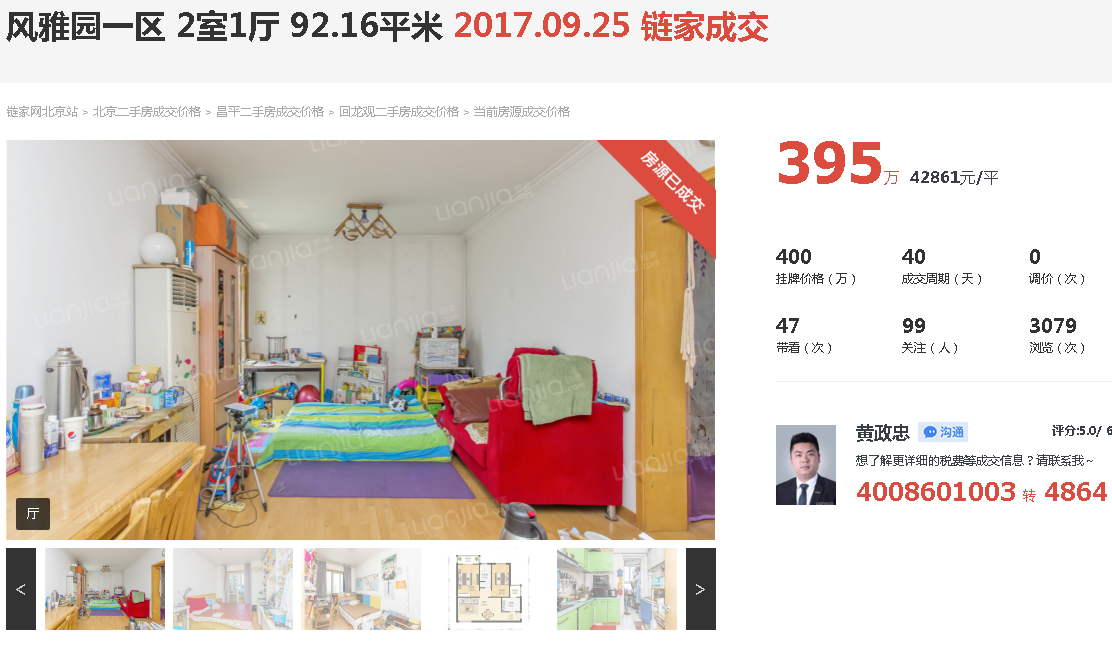 风雅园一区 2室1厅 92.16平米 2017.09.25 链家成交
链家网北京站 > 北京二手房成交价格 > 昌平二手房成交价格 > 回龙观二手房成交价格 > 当前房源成交价格
房源已成交
395万 42861元/平
400 40 0
挂牌价格（万） 成交周期（天） 调价（次）
47 99 3079
带看（次） 关注（人） 浏览（次）
Lianjia
厅
< >
黄政忠 沟通 评分:5.0/ 6
想了解更详细的税费等成交信息？请联系我~
4008601003 转 4864